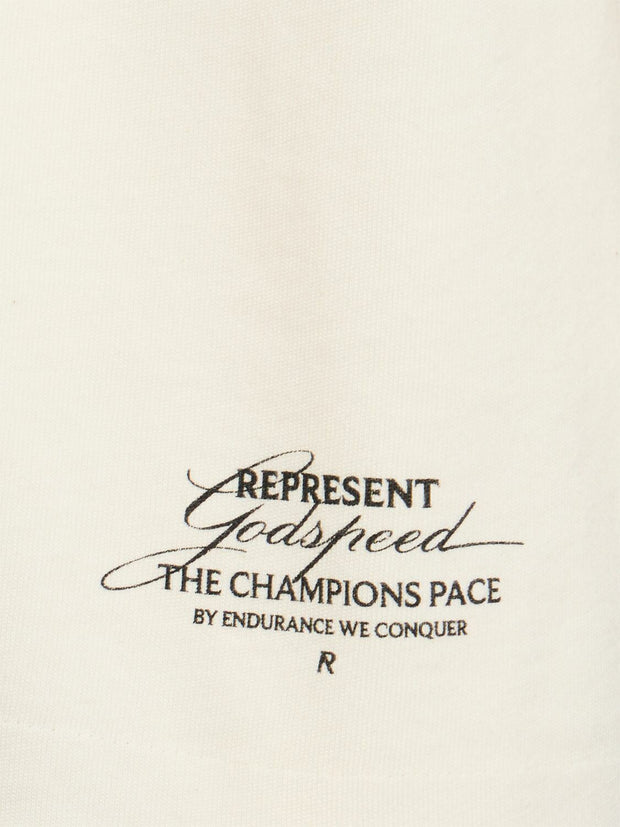 REPRESENT
Godspeed
THE CHAMPIONS PACE
BY ENDURANCE WE CONQUER
R